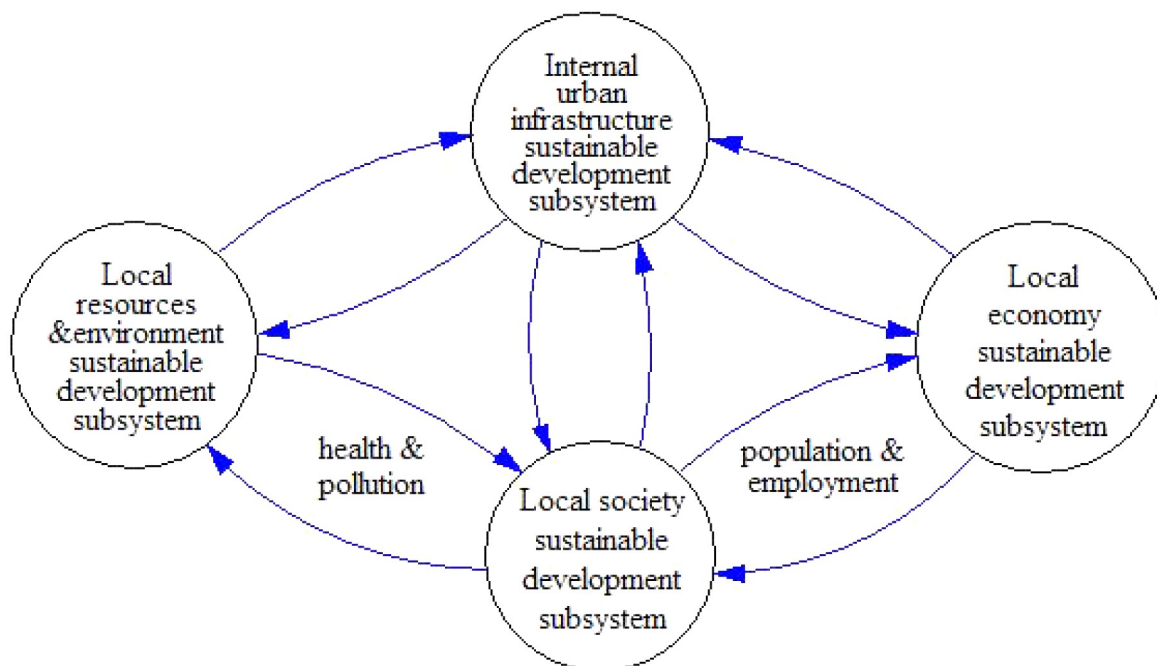 Internal
urban
infrastructure
sustainable
development
subsystem
Local
resources
&environment
sustainable
development
subsystem
Local
economy
sustainable
development
subsystem
health &
pollution
population &
employment
Local society
sustainable
development
subsystem